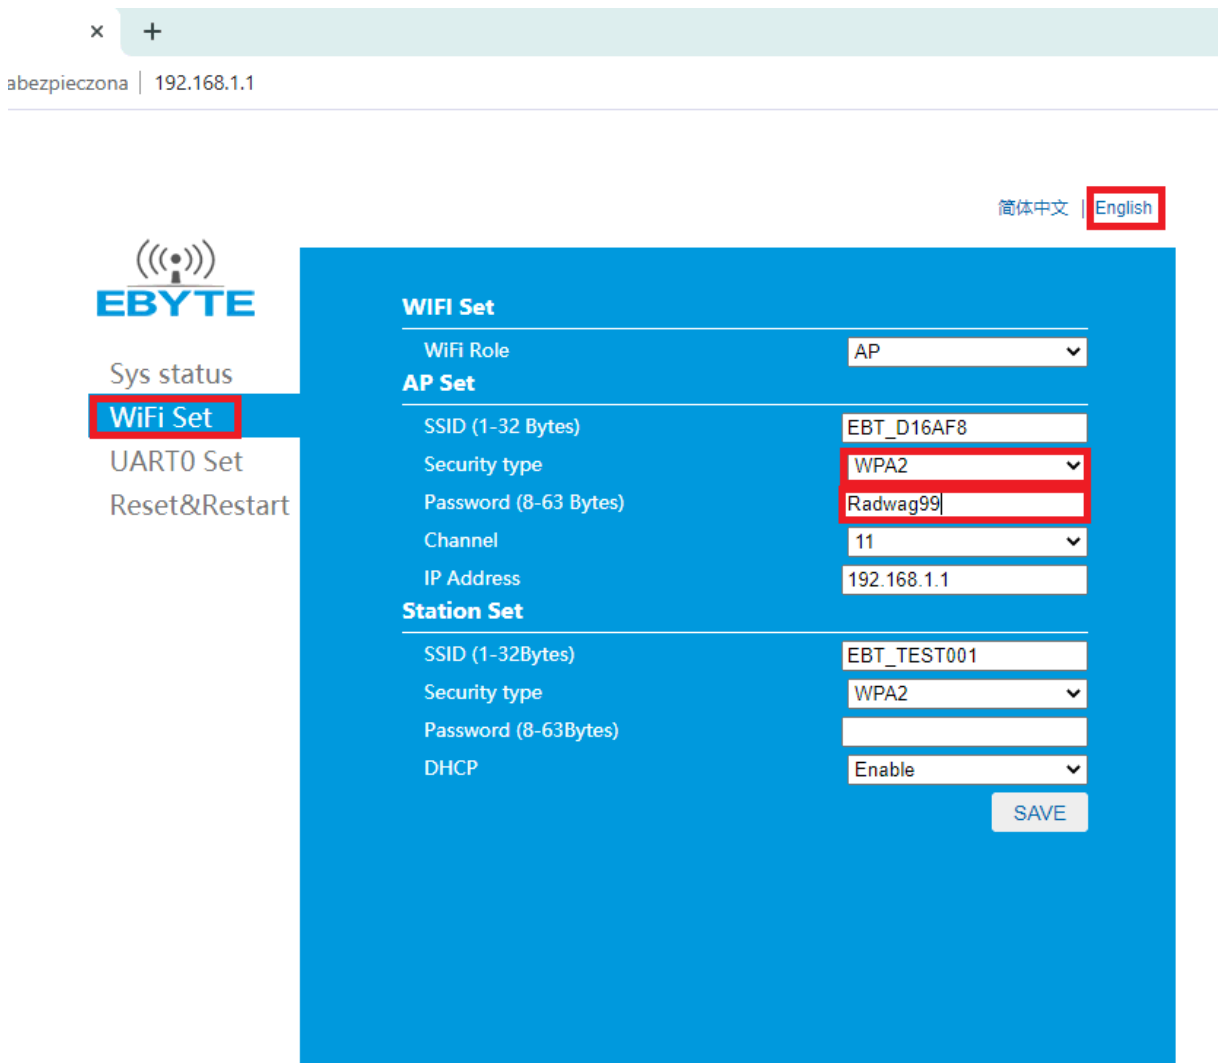 abezpieczona | 192.168.1.1
简体中文 | English
EBYTE
Sys status
WiFi Set
UART0 Set
Reset&Restart
WIFI Set
WiFi Role AP
AP Set
SSID (1-32 Bytes) EBT_D16AF8
Security type WPA2
Password (8-63 Bytes) Radwag99
Channel 11
IP Address 192.168.1.1
Station Set
SSID (1-32Bytes) EBT_TEST001
Security type WPA2
Password (8-63Bytes)
DHCP Enable
SAVE